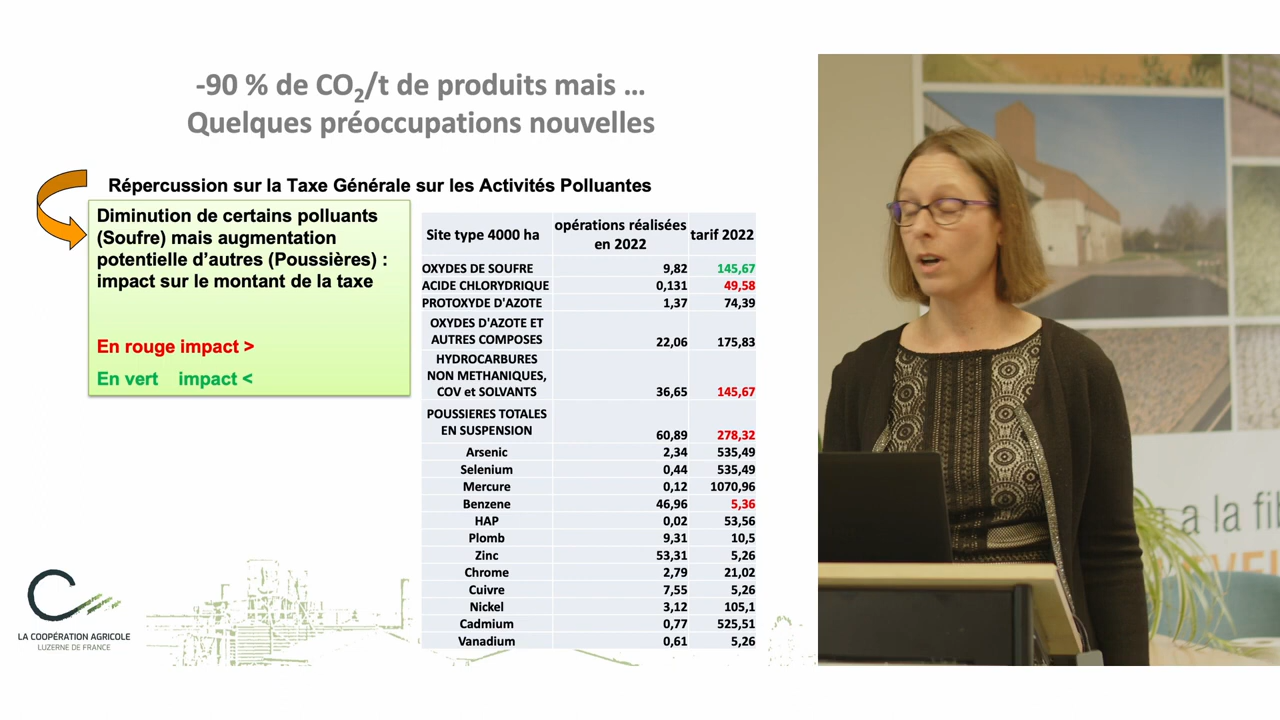 -90 % de CO2/t de produits mais …
Quelques préoccupations nouvelles
Répercussion sur la Taxe Générale sur les Activités Polluantes
Diminution de certains polluants
(Soufre) mais augmentation
potentielle d’autres (Poussières) :
impact sur le montant de la taxe
En rouge impact >
En vert impact <
Site type 4000 ha opérations réalisées en 2022 tarif 2022
OXYDES DE SOUFRE 9,82 145,67
ACIDE CHLORYDRIQUE 0,131 49,58
PROTOXYDE D'AZOTE 1,37 74,39
OXYDES D'AZOTE ET
AUTRES COMPOSES 22,06 175,83
HYDROCARBURES
NON METHANIQUES,
COV et SOLVANTS 36,65 145,67
POUSSIERES TOTALES
EN SUSPENSION 60,89 278,32
Arsenic 2,34 535,49
Selenium 0,44 535,49
Mercure 0,12 1070,96
Benzene 46,96 5,36
HAP 0,02 53,56
Plomb 9,31 10,5
Zinc 53,31 5,26
Chrome 2,79 21,02
Cuivre 7,55 5,26
Nickel 3,12 105,1
Cadmium 0,77 525,51
Vanadium 0,61 5,26
LA COOPÉRATION AGRICOLE
LUZERNE DE FRANCE
a la